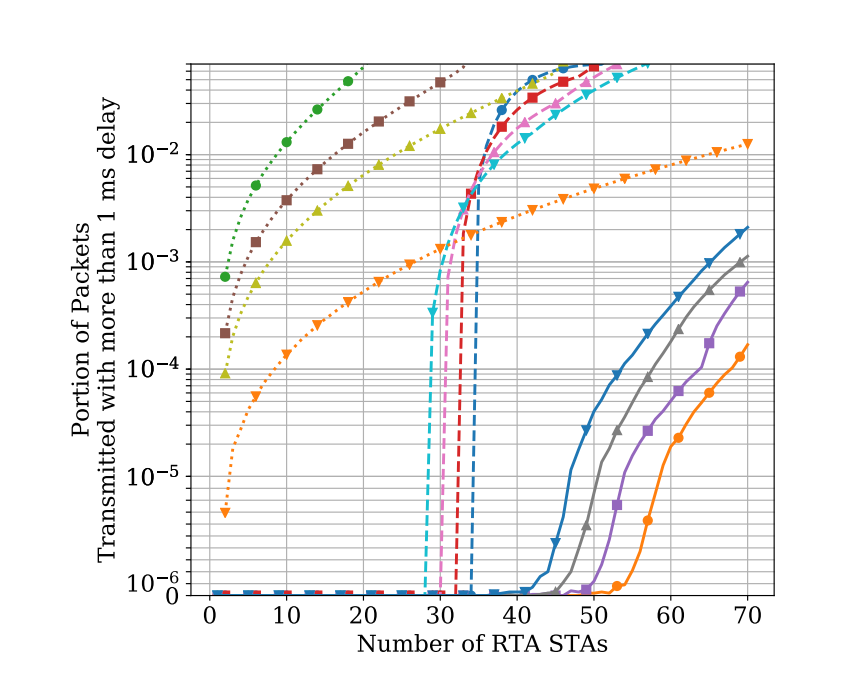 Portion of Packets
Transmitted with more than 1 ms delay
10⁻²
10⁻³
10⁻⁴
10⁻⁵
10⁻⁶
0
0 10 20 30 40 50 60 70
Number of RTA STAs